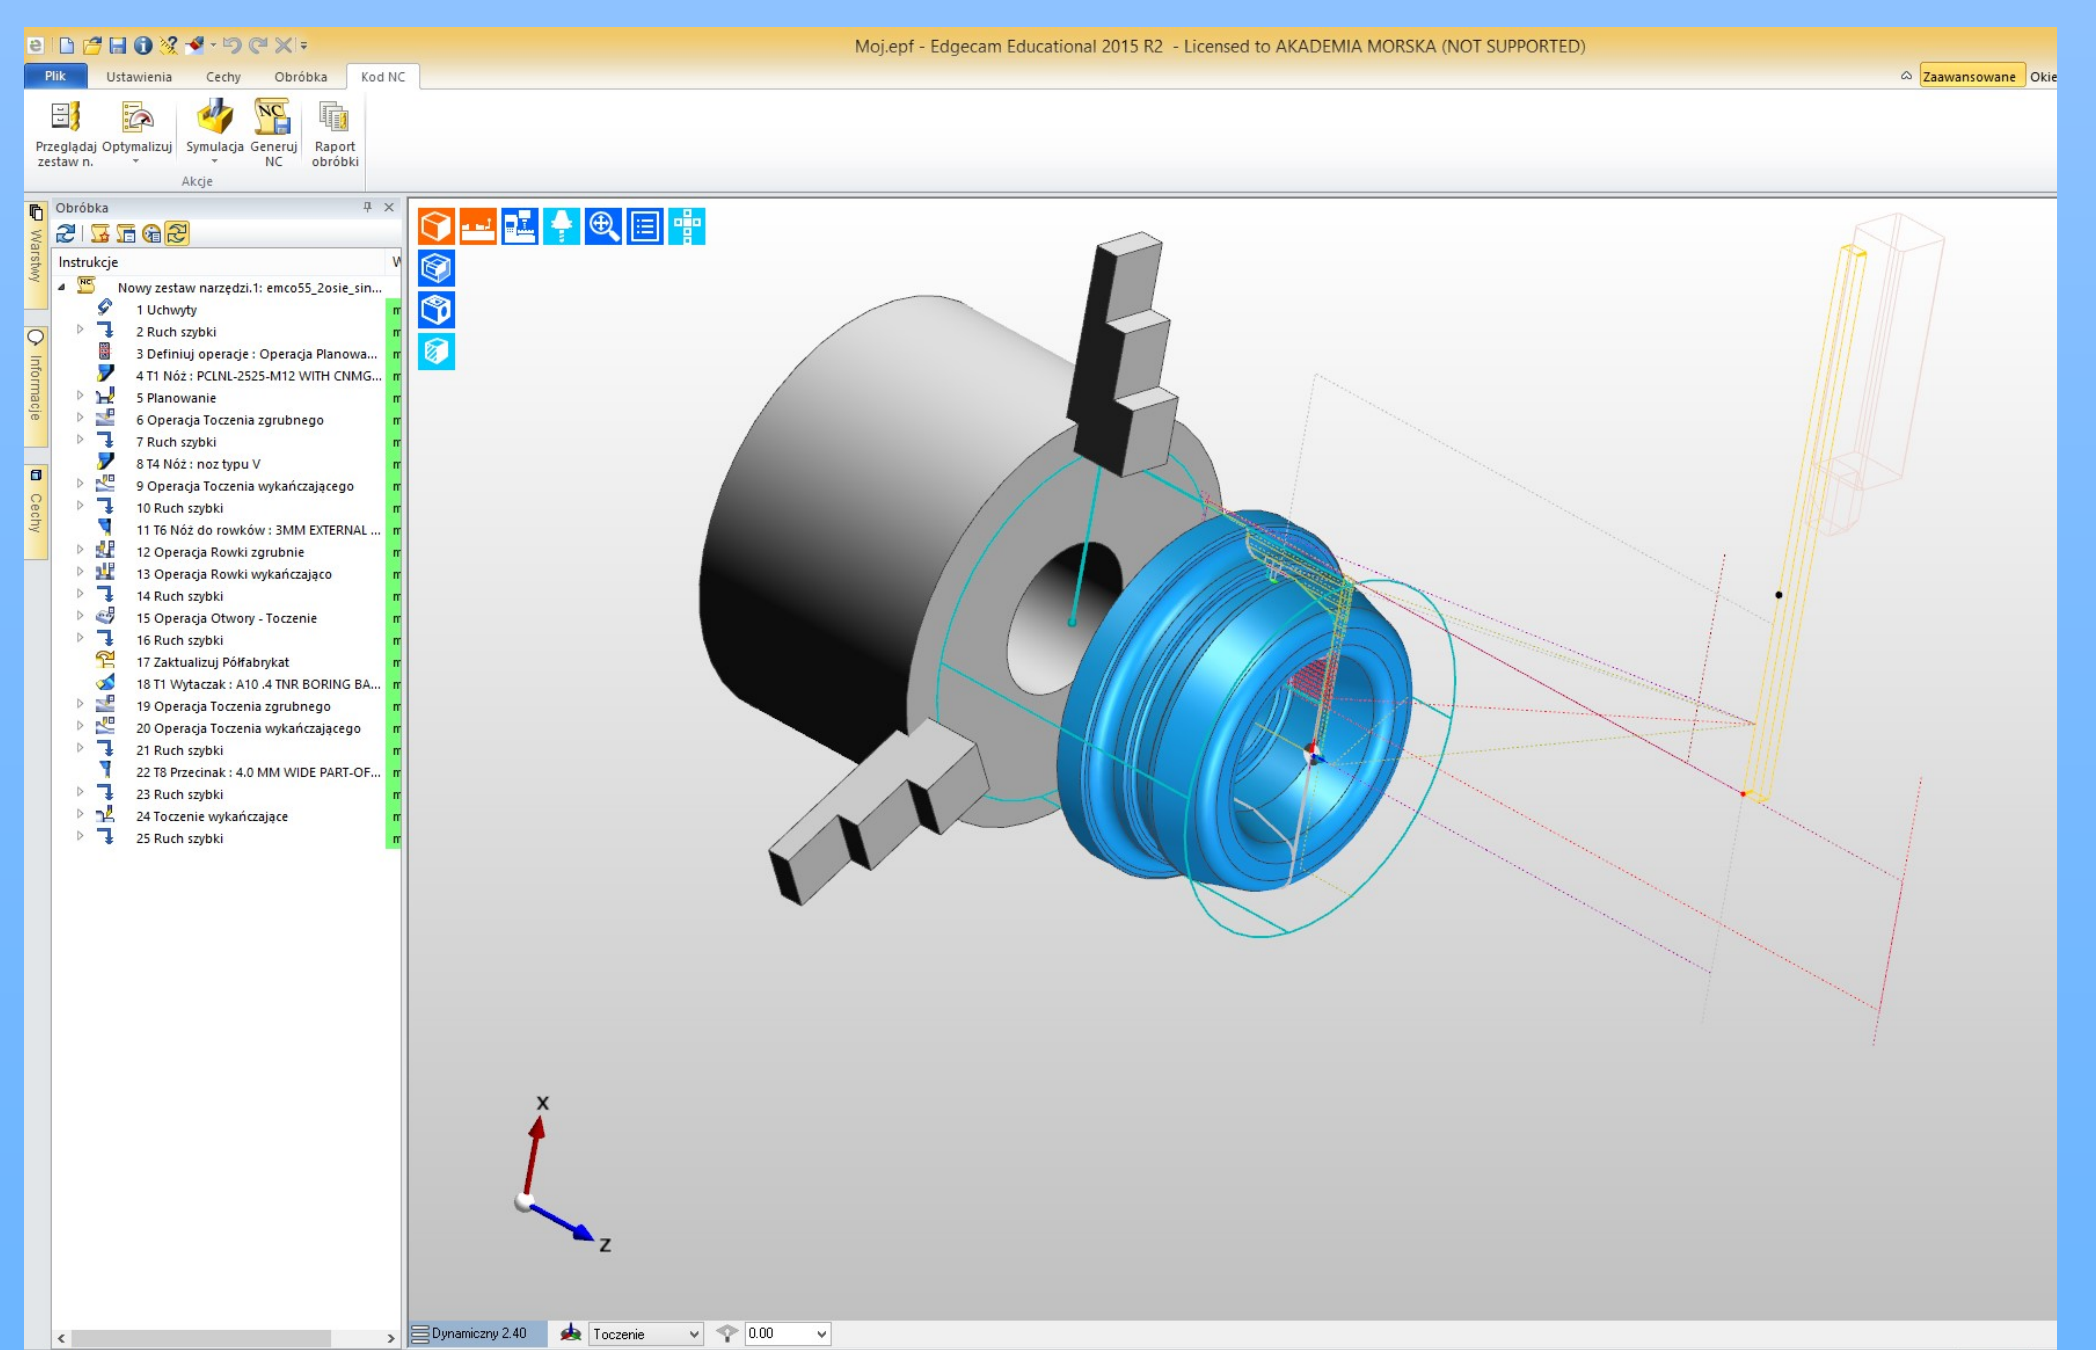 Moj.epf - Edgecam Educational 2015 R2 - Licensed to AKADEMIA MORSKA (NOT SUPPORTED)
Plik Ustawienia Cechy Obróbka Kod NC Zaawansowane Okie
Przeglądaj zestaw n.
Optymalizuj
Symulacja
NC
Generuj NC
Raport obróbki
Akcje
Warstwy
Informacje
Cechy
Obróbka
Instrukcje W
NC Nowy zestaw narzędzi.1: emco55_2osie_sin...
1 Uchwyty
2 Ruch szybki
3 Definiuj operacje : Operacja Planowa...
4 T1 Nóż : PCLNL-2525-M12 WITH CNMG...
5 Planowanie
6 Operacja Toczenia zgrubnego
7 Ruch szybki
8 T4 Nóż : noz typu V
9 Operacja Toczenia wykańczającego
10 Ruch szybki
11 T6 Nóż do rowków : 3MM EXTERNAL ...
12 Operacja Rowki zgrubnie
13 Operacja Rowki wykańczająco
14 Ruch szybki
15 Operacja Otwory - Toczenie
16 Ruch szybki
17 Zaktualizuj Półfabrykat
18 T1 Wytaczak : A10 .4 TNR BORING BA...
19 Operacja Toczenia zgrubnego
20 Operacja Toczenia wykańczającego
21 Ruch szybki
22 T8 Przecinak : 4.0 MM WIDE PART-OF...
23 Ruch szybki
24 Toczenie wykańczające
25 Ruch szybki
X
Z
Dynamiczny 2.40 Toczenie 0.00